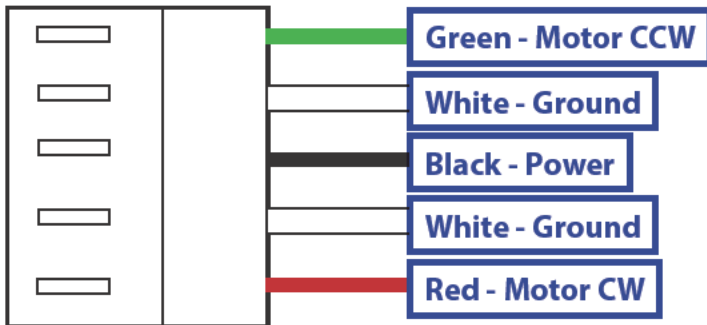 Green - Motor CCW
White - Ground
Black - Power
White - Ground
Red - Motor CW